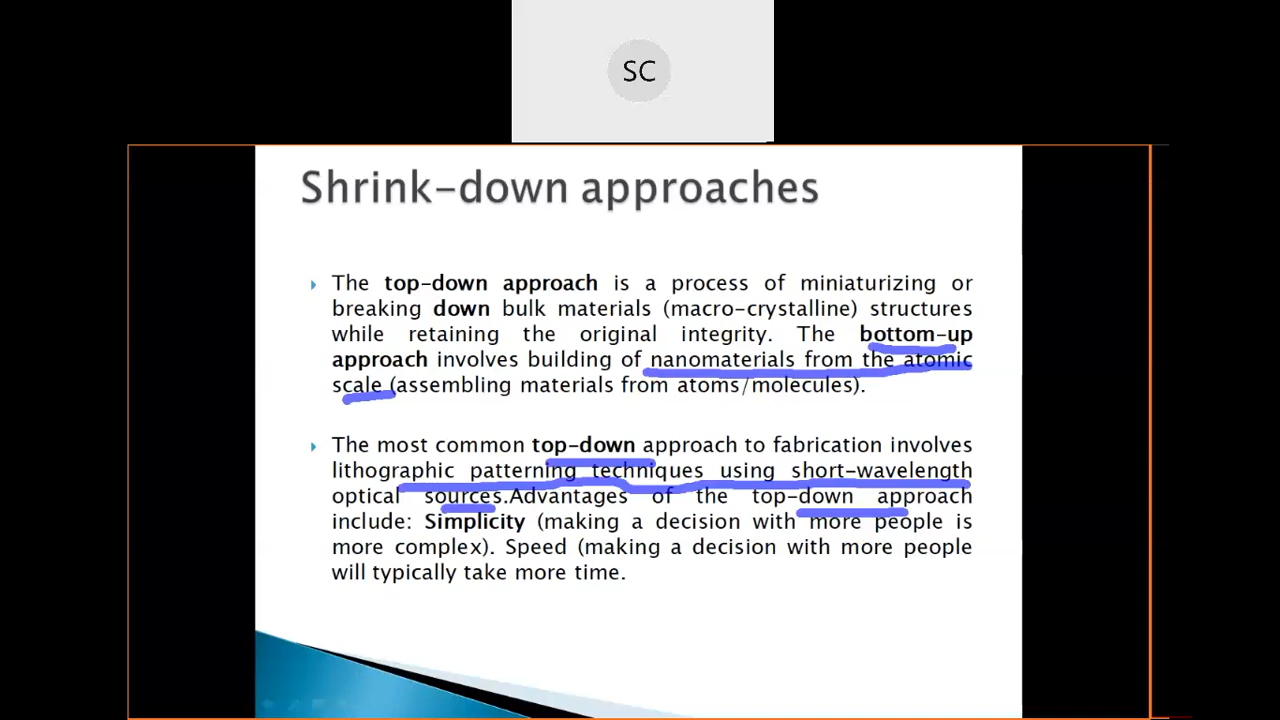 SC
Shrink-down approaches
The top-down approach is a process of miniaturizing or
breaking down bulk materials (macro-crystalline) structures
while retaining the original integrity. The bottom-up
approach involves building of nanomaterials from the atomic
scale (assembling materials from atoms/molecules).
The most common top-down approach to fabrication involves
lithographic patterning techniques using short-wavelength
optical sources.Advantages of the top-down approach
include: Simplicity (making a decision with more people is
more complex). Speed (making a decision with more people
will typically take more time.